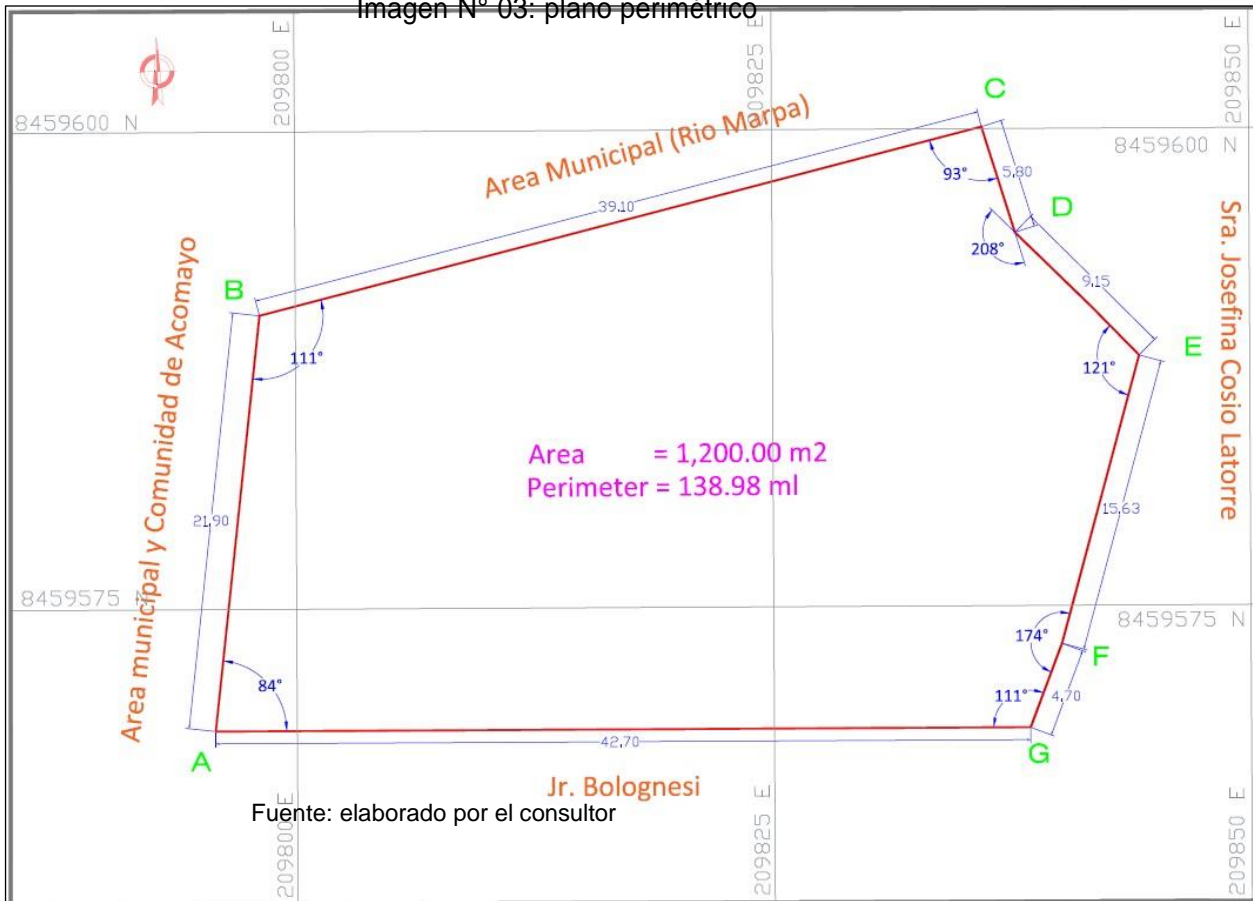 Imagen N° 03: plano perimétrico
209800 E
209825 E
209850 E
8459600 N
8459600 N
C
Area Municipal (Rio Marpa)
93°
5.80
39.10
D
208°
9.15
Sra. Josefina Cosio Latorre
B
111°
E
121°
Area municipal y Comunidad de Acomayo
Area = 1,200.00 m2
Perimeter = 138.98 ml
21.90
15.63
8459575 N
8459575 N
174°
F
84°
111°
4.70
42.70
A
G
Jr. Bolognesi
Fuente: elaborado por el consultor
209800 E
209825 E
209850 E